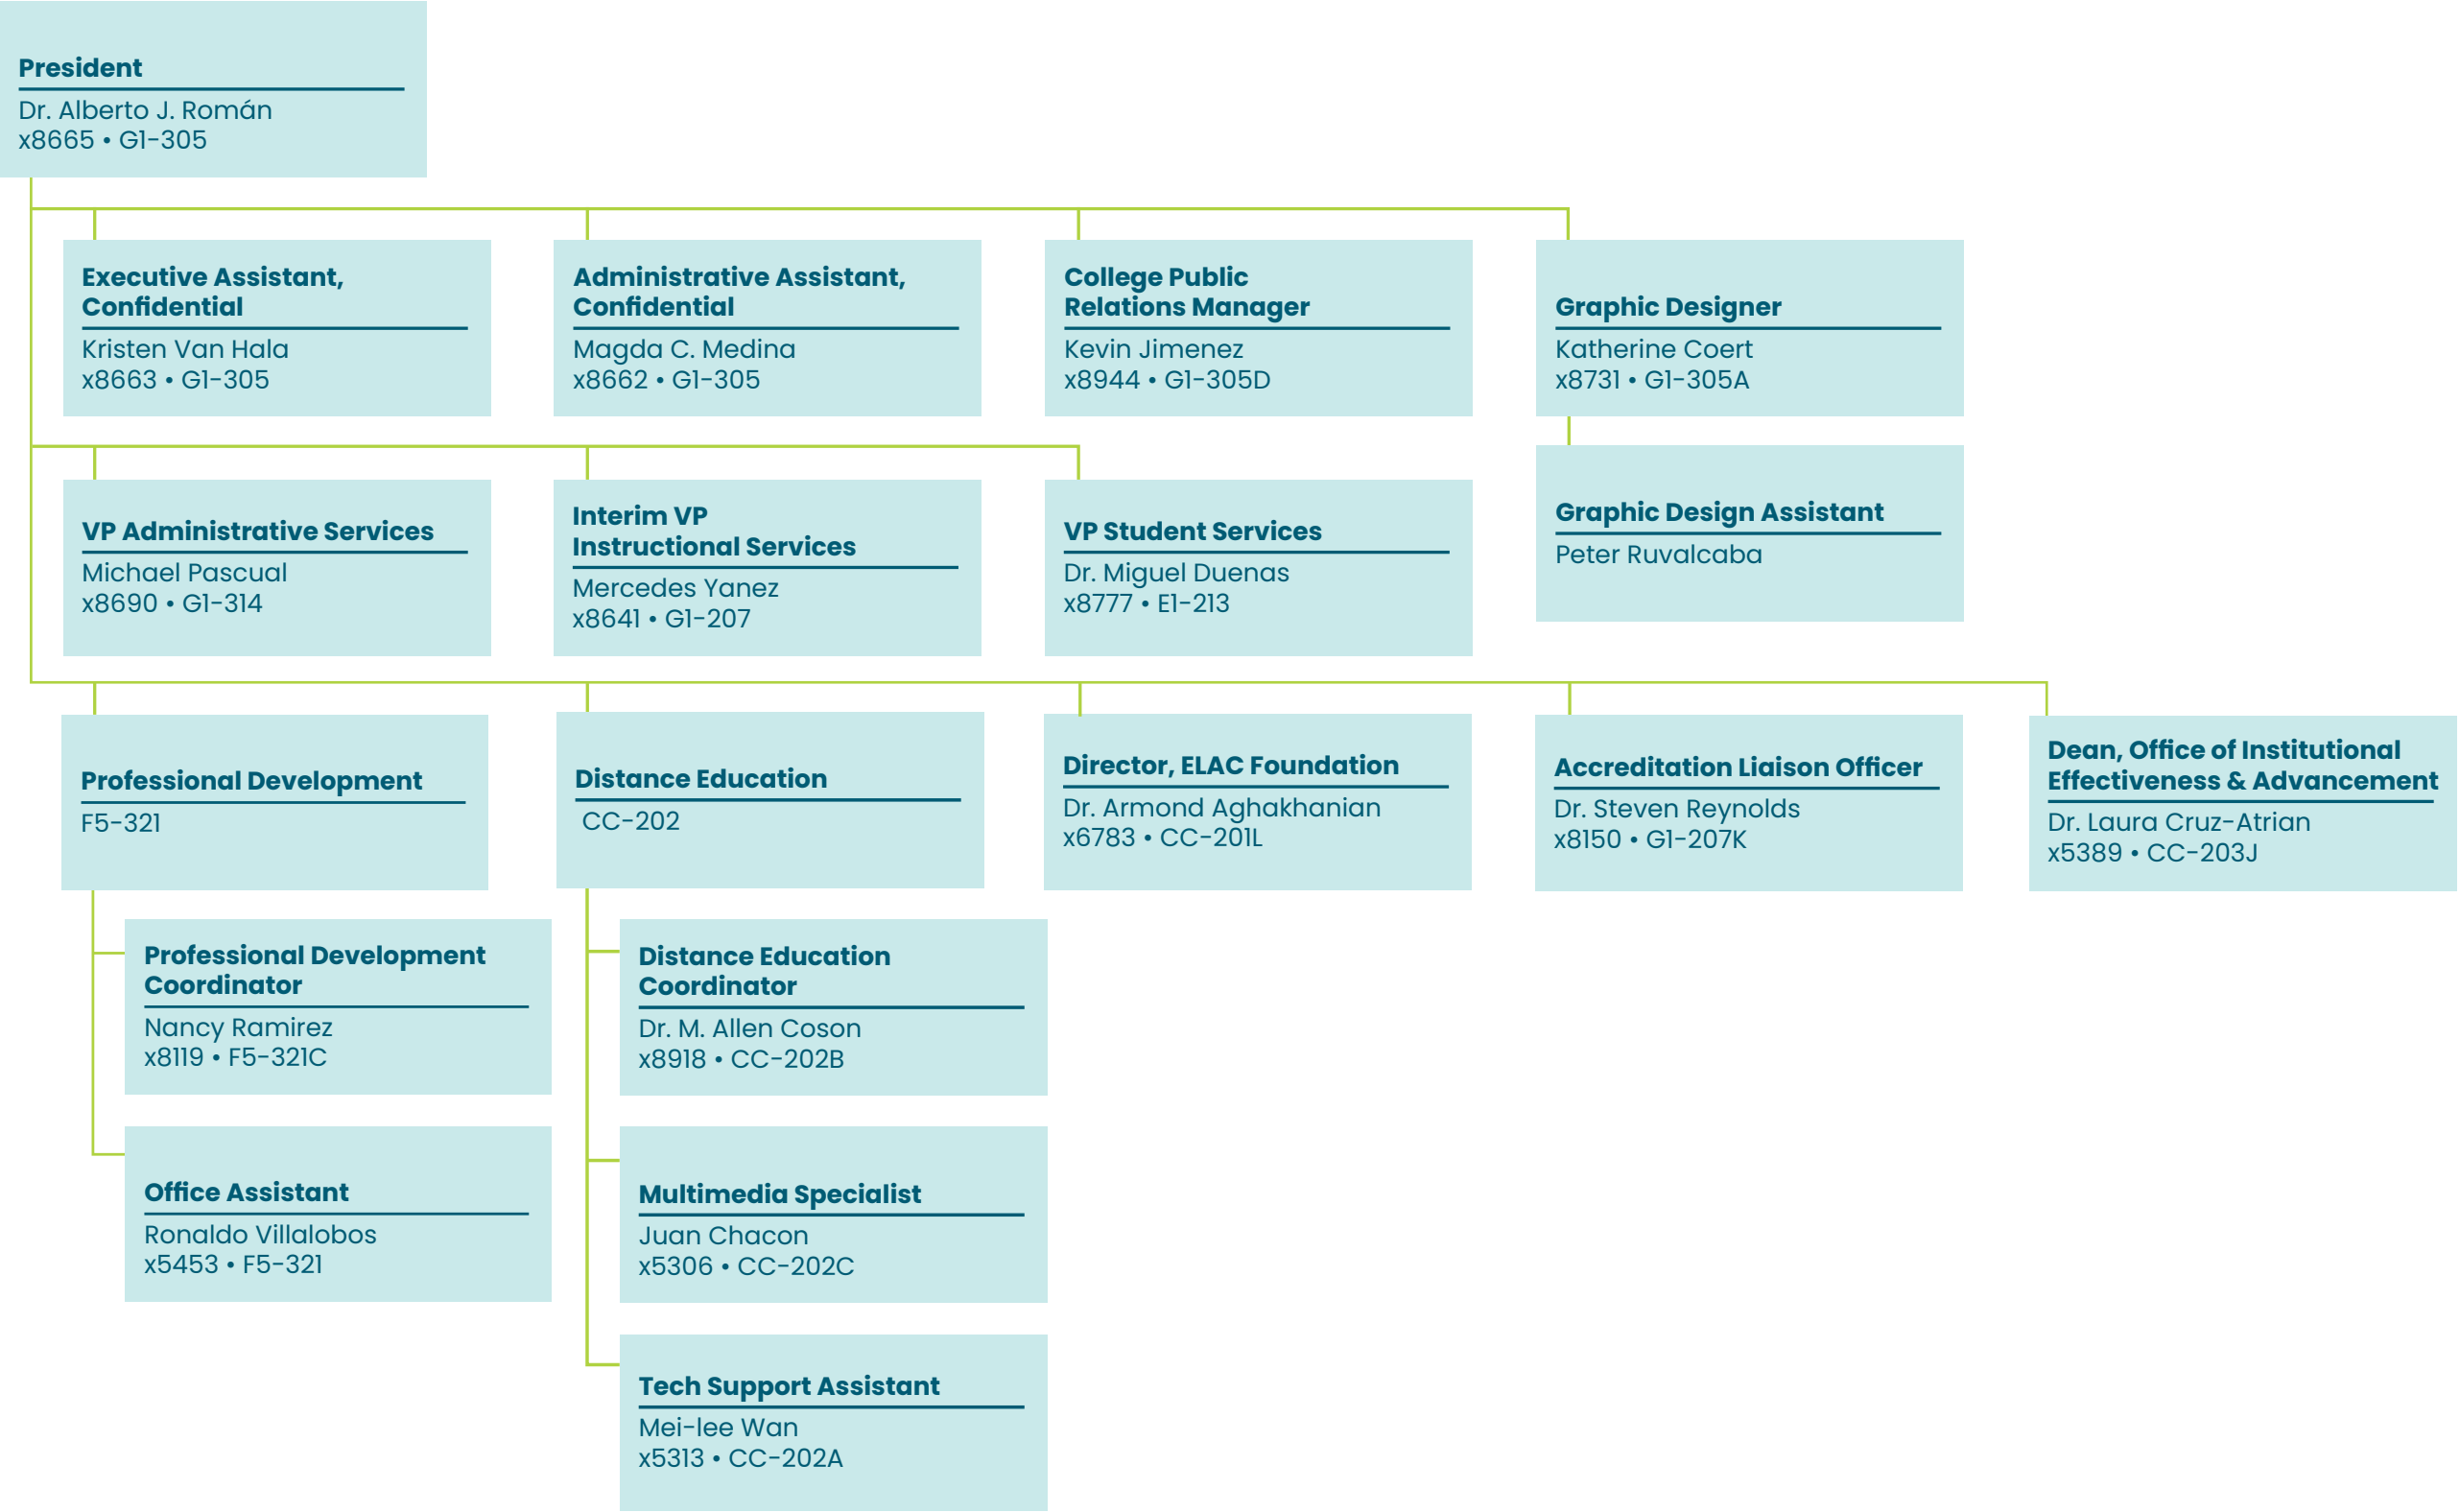 President
Dr. Alberto J. Román
x8665 • G1-305
Executive Assistant,
Confidential
Kristen Van Hala
x8663 • G1-305
Administrative Assistant,
Confidential
Magda C. Medina
x8662 • G1-305
College Public
Relations Manager
Kevin Jimenez
x8944 • G1-305D
Graphic Designer
Katherine Coert
x8731 • G1-305A
VP Administrative Services
Michael Pascual
x8690 • G1-314
Interim VP
Instructional Services
Mercedes Yanez
x8641 • G1-207
VP Student Services
Dr. Miguel Duenas
x8777 • E1-213
Graphic Design Assistant
Peter Ruvalcaba
Professional Development
F5-321
Distance Education
CC-202
Director, ELAC Foundation
Dr. Armond Aghakhanian
x6783 • CC-201L
Accreditation Liaison Officer
Dr. Steven Reynolds
x8150 • G1-207K
Dean, Office of Institutional
Effectiveness & Advancement
Dr. Laura Cruz-Atrian
x5389 • CC-203J
Professional Development
Coordinator
Nancy Ramirez
x8119 • F5-321C
Distance Education
Coordinator
Dr. M. Allen Coson
x8918 • CC-202B
Office Assistant
Ronaldo Villalobos
x5453 • F5-321
Multimedia Specialist
Juan Chacon
x5306 • CC-202C
Tech Support Assistant
Mei-lee Wan
x5313 • CC-202A